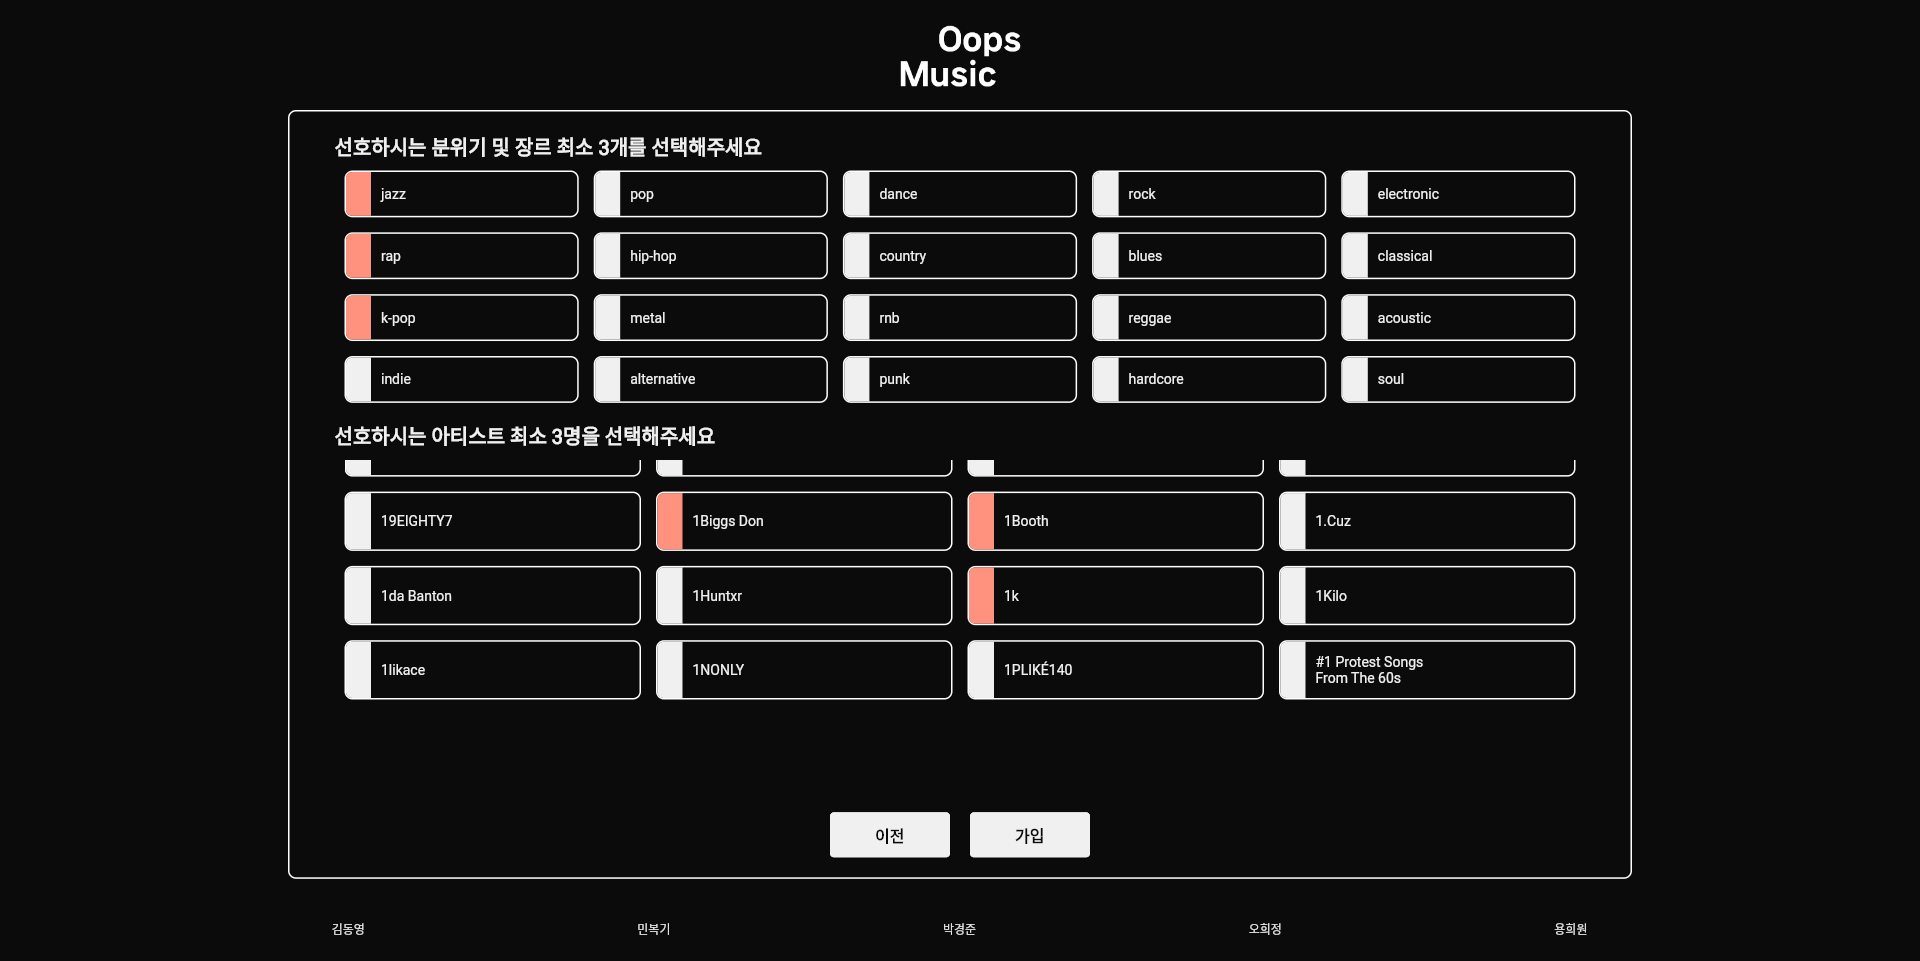 Oops
Music
선호하시는 분위기 및 장르 최소 3개를 선택해주세요
jazz
pop
dance
rock
electronic
rap
hip-hop
country
blues
classical
k-pop
metal
rnb
reggae
acoustic
indie
alternative
punk
hardcore
soul
선호하시는 아티스트 최소 3명을 선택해주세요
19EIGHTY7
1Biggs Don
1Booth
1.Cuz
1da Banton
1Huntxr
1k
1Kilo
1likace
1NONLY
1PLIKÉ140
#1 Protest Songs
From The 60s
이전
가입
김동영
민복기
박경준
오희정
용희원